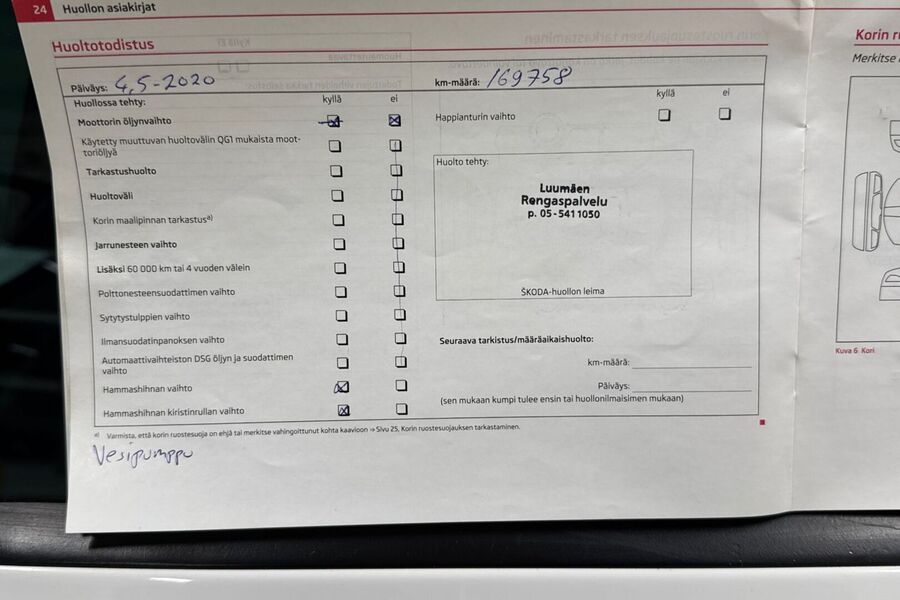 24 Huollon asiakirjat
Huoltotodistus
Päiväys: 4,5-2020
km-määrä: 169758
Huollossa tehty: kyllä ei
Moottorin öljynvaihto
Käytetty muuttuvan huoltovälin QG1 mukaista moot-
toriöljyä
Tarkastushuolto
Huoltoväli
Korin maalipinnan tarkastus a)
Jarrunesteen vaihto
Lisäksi 60 000 km tai 4 vuoden välein
Polttonesteensuodattimen vaihto
Sytytystulppien vaihto
Ilmansuodatinpanoksen vaihto
Automaattivaihteiston DSG öljyn ja suodattimen
vaihto
Hammashihnan vaihto
Hammashihnan kiristinrullan vaihto
kyllä ei
Happianturin vaihto
Huolto tehty:
Luumäen
Rengaspalvelu
p. 05-541 1050
ŠKODA-huollon leima
Seuraava tarkistus/määräaikaishuolto:
km-määrä:
Päiväys:
(sen mukaan kumpi tulee ensin tai huollonilmaisimen mukaan)
a) Varmista, että korin ruostesuoja on ehjä tai merkitse vahingoittunut kohta kaavioon → Sivu 25, Korin ruostesuojauksen tarkastaminen.
Vesipumppu
Korin
Merkitse
Kuva 6 Kori